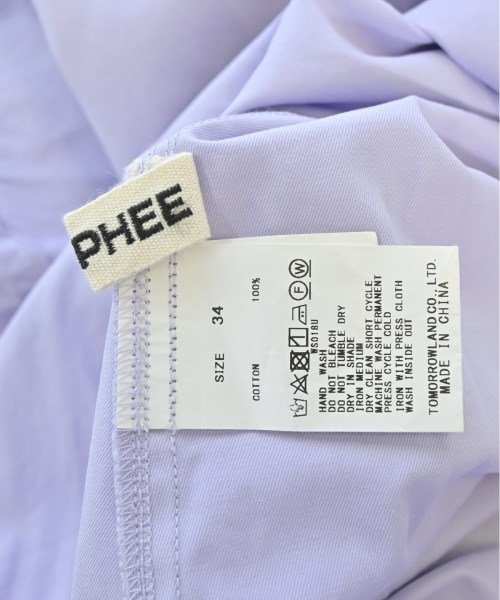 PHEE
SIZE 34
COTTON 100%
WS018U
HAND WASH
DO NOT BLEACH
DO NOT TUMBLE DRY
DRY IN SHADE
IRON MEDIUM
DRY CLEAN SHORT CYCLE
MACHINE WASH PERMANENT
PRESS CYCLE COLD
IRON WITH PRESS CLOTH
WASH INSIDE OUT
TOMORROWLAND CO., LTD.
MADE IN CHINA